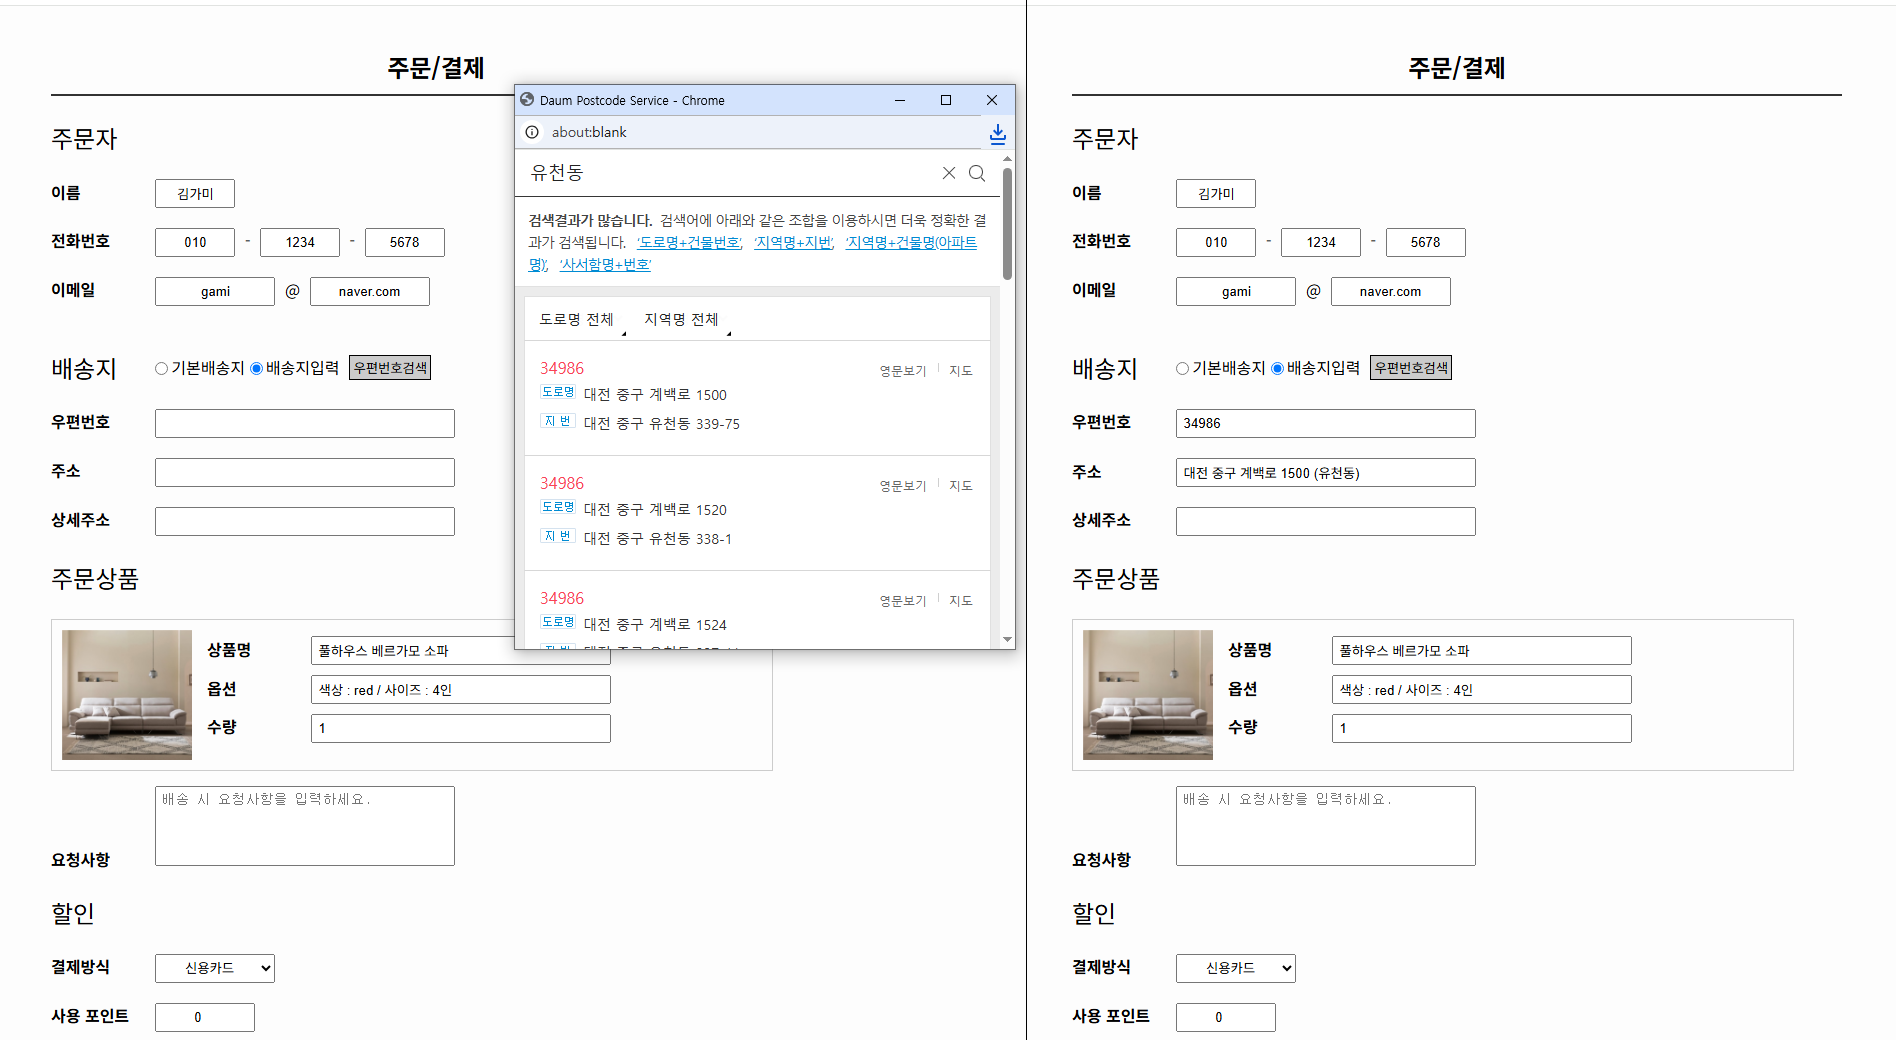 주문/결제
주문자
이름 김가미
전화번호 010 - 1234 - 5678
이메일 gami @ naver.com
배송지 기본배송지 배송지입력 우편번호검색
우편번호
주소
상세주소
주문상품
상품명 풀하우스 베르가모 소파
옵션 색상 : red / 사이즈 : 4인
수량 1
배송 시 요청사항을 입력하세요.
요청사항
할인
결제방식 신용카드
사용 포인트 0
Daum Postcode Service - Chrome
about:blank
유천동
검색결과가 많습니다. 검색어에 아래와 같은 조합을 이용하시면 더욱 정확한 결
과가 검색됩니다. '도로명+건물번호', '지역명+지번', '지역명+건물명(아파트
명)', '사서함명+번호'
도로명 전체 지역명 전체
34986 영문보기 지도
도로명 대전 중구 계백로 1500
지 번 대전 중구 유천동 339-75
34986 영문보기 지도
도로명 대전 중구 계백로 1520
지 번 대전 중구 유천동 338-1
34986 영문보기 지도
도로명 대전 중구 계백로 1524
주문/결제
주문자
이름 김가미
전화번호 010 - 1234 - 5678
이메일 gami @ naver.com
배송지 기본배송지 배송지입력 우편번호검색
우편번호 34986
주소 대전 중구 계백로 1500 (유천동)
상세주소
주문상품
상품명 풀하우스 베르가모 소파
옵션 색상 : red / 사이즈 : 4인
수량 1
배송 시 요청사항을 입력하세요.
요청사항
할인
결제방식 신용카드
사용 포인트 0